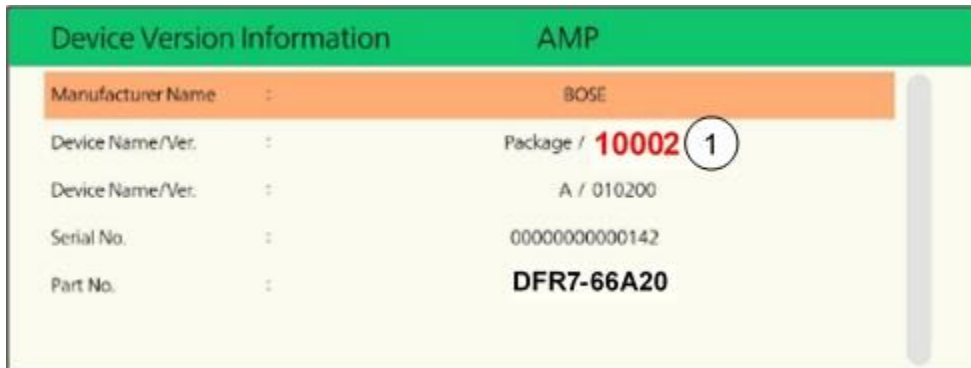 Device Version Information AMP
Manufacturer Name : BOSE
Device Name/Ver. : Package / 10002 1
Device Name/Ver. : A / 010200
Serial No. : 00000000000142
Part No. : DFR7-66A20